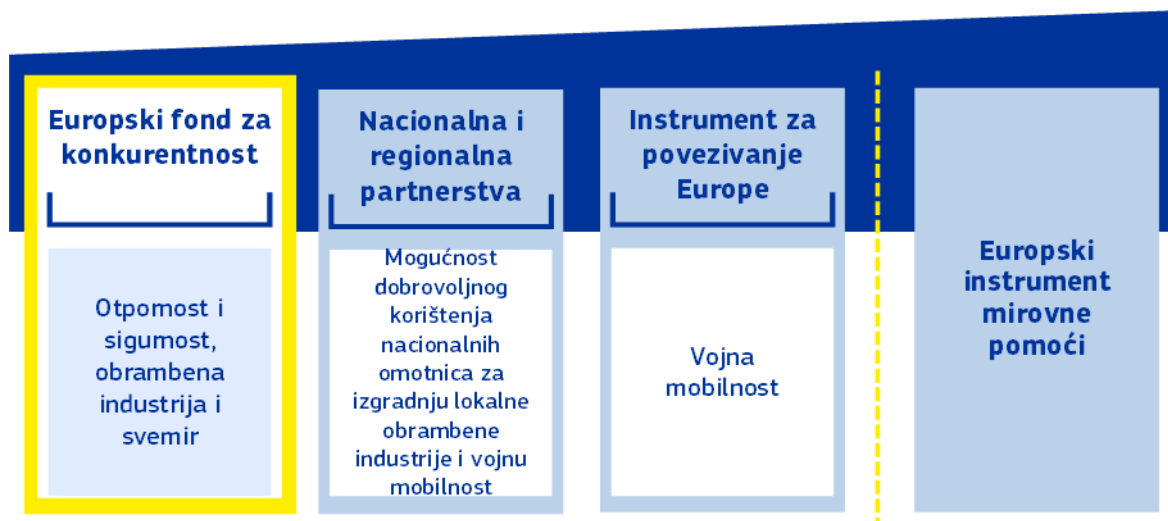 Europski fond za
konkurentnost
Otpornost i
sigurnost,
obrambena
industrija i
svemir
Nacionalna i
regionalna
partnerstva
Mogućnost
dobrovoljnog
korištenja
nacionalnih
omotnica za
izgradnju lokalne
obrambene
industrije i vojnu
mobilnost
Instrument za
povezivanje
Europe
Vojna
mobilnost
Europski
instrument
mirovne
pomoći